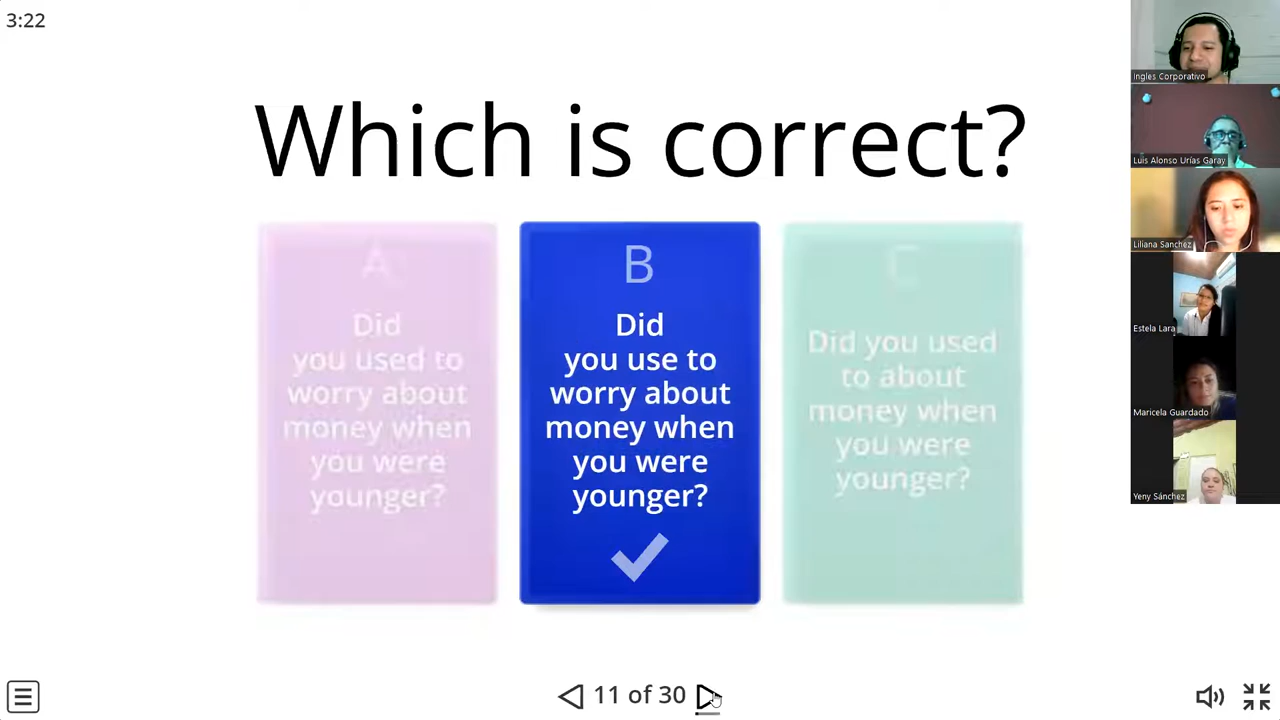 3:22
Which is correct?
A
Did
you used to
worry about
money when
you were
younger?
B
Did
you use to
worry about
money when
you were
younger?
C
Did you used
to about
money when
you were
younger?
11 of 30
Ingles Corporativo
Luis Alonso Urías Garay
Liliana Sanchez
Estela Lara
Maricela Guardado
Yeny Sánchez